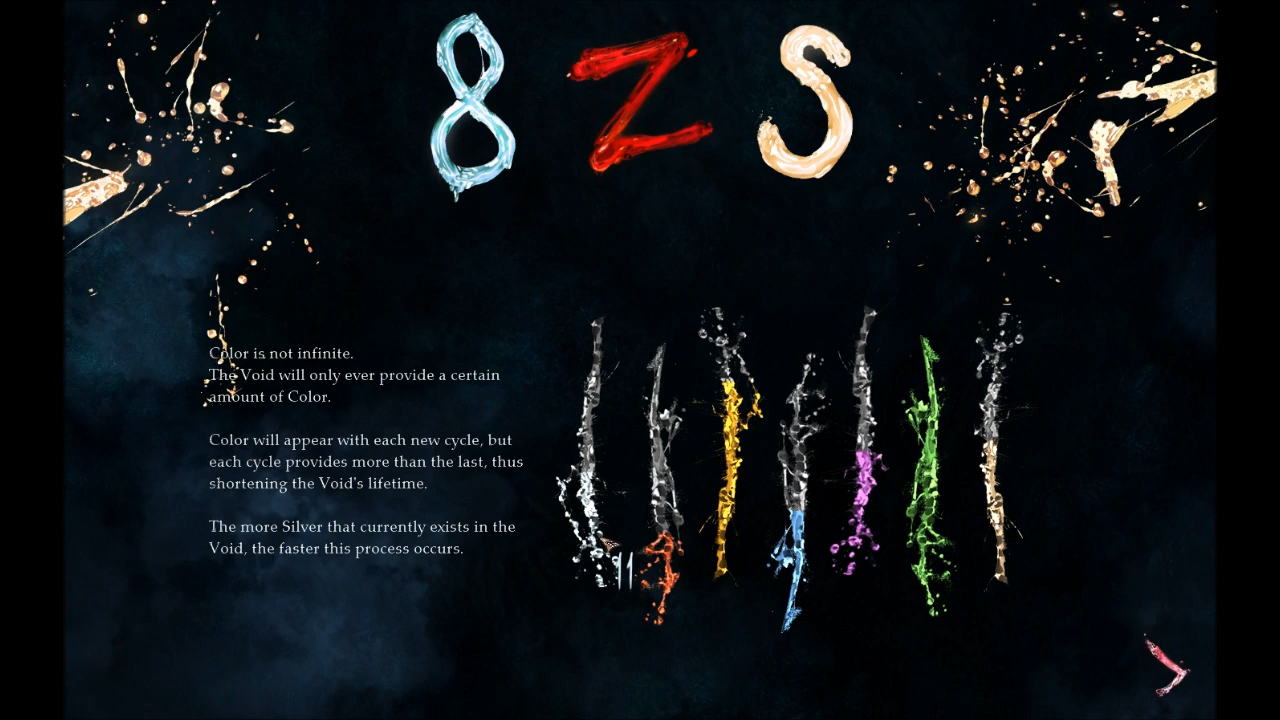 8 Z S
Color is not infinite.
The Void will only ever provide a certain
amount of Color.
Color will appear with each new cycle, but
each cycle provides more than the last, thus
shortening the Void's lifetime.
The more Silver that currently exists in the
Void, the faster this process occurs.